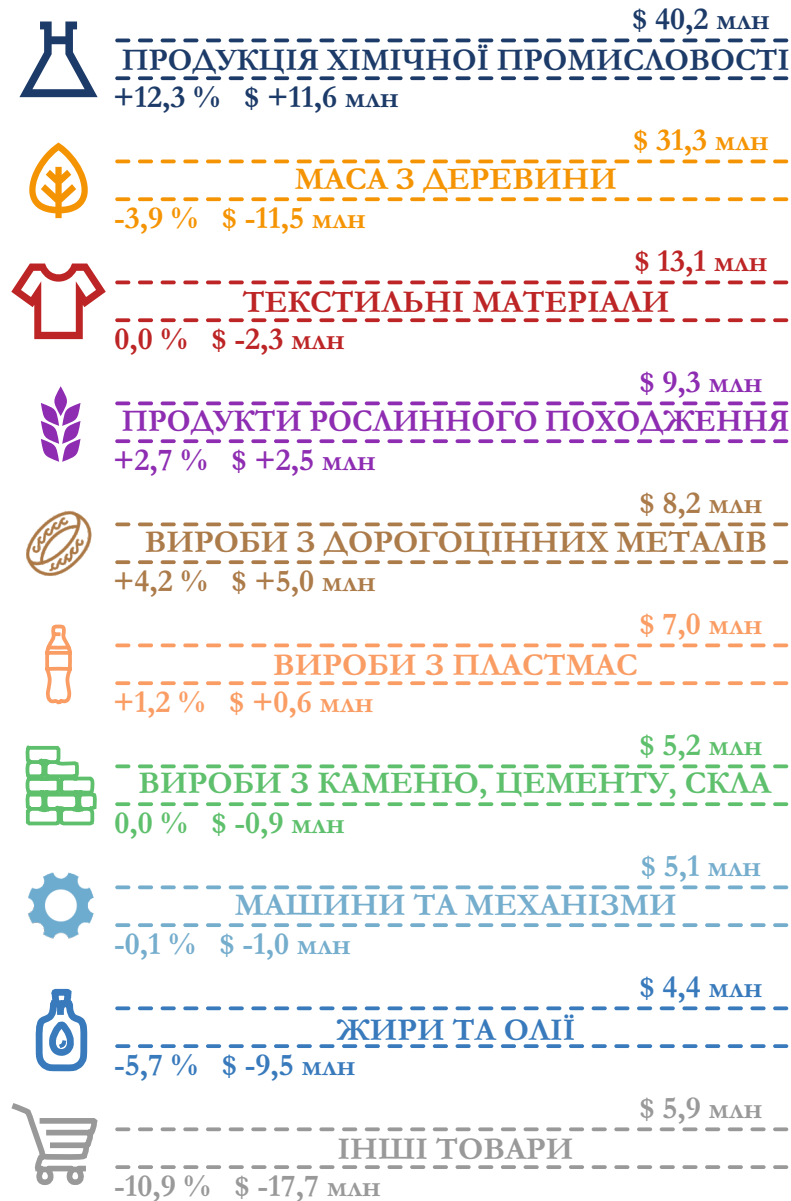 $ 40,2 млн
ПРОДУКЦІЯ ХІМІЧНОЇ ПРОМИСЛОВОСТІ
+12,3 % $ +11,6 млн
$ 31,3 млн
МАСА З ДЕРЕВИНИ
-3,9 % $ -11,5 млн
$ 13,1 млн
ТЕКСТИЛЬНІ МАТЕРІАЛИ
0,0 % $ -2,3 млн
$ 9,3 млн
ПРОДУКТИ РОСЛИННОГО ПОХОДЖЕННЯ
+2,7 % $ +2,5 млн
$ 8,2 млн
ВИРОБИ З ДОРОГОЦІННИХ МЕТАЛІВ
+4,2 % $ +5,0 млн
$ 7,0 млн
ВИРОБИ З ПЛАСТМАС
+1,2 % $ +0,6 млн
$ 5,2 млн
ВИРОБИ З КАМЕНЮ, ЦЕМЕНТУ, СКЛА
0,0 % $ -0,9 млн
$ 5,1 млн
МАШИНИ ТА МЕХАНІЗМИ
-0,1 % $ -1,0 млн
$ 4,4 млн
ЖИРИ ТА ОЛІЇ
-5,7 % $ -9,5 млн
$ 5,9 млн
ІНШІ ТОВАРИ
-10,9 % $ -17,7 млн